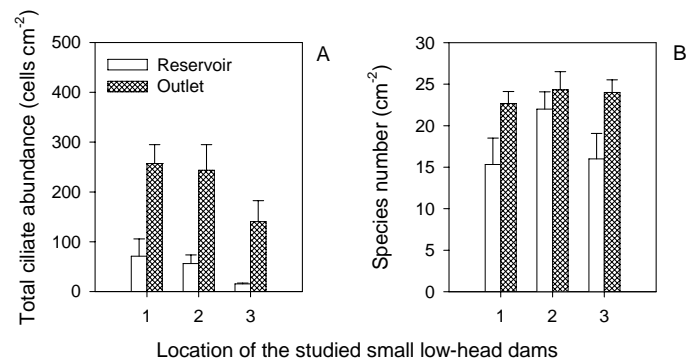 Total ciliate abundance (cells cm⁻²)
500
400
300
200
100
0
Reservoir
Outlet
A
1 2 3
Species number (cm⁻²)
30
25
20
15
10
5
0
B
1 2 3
Location of the studied small low-head dams